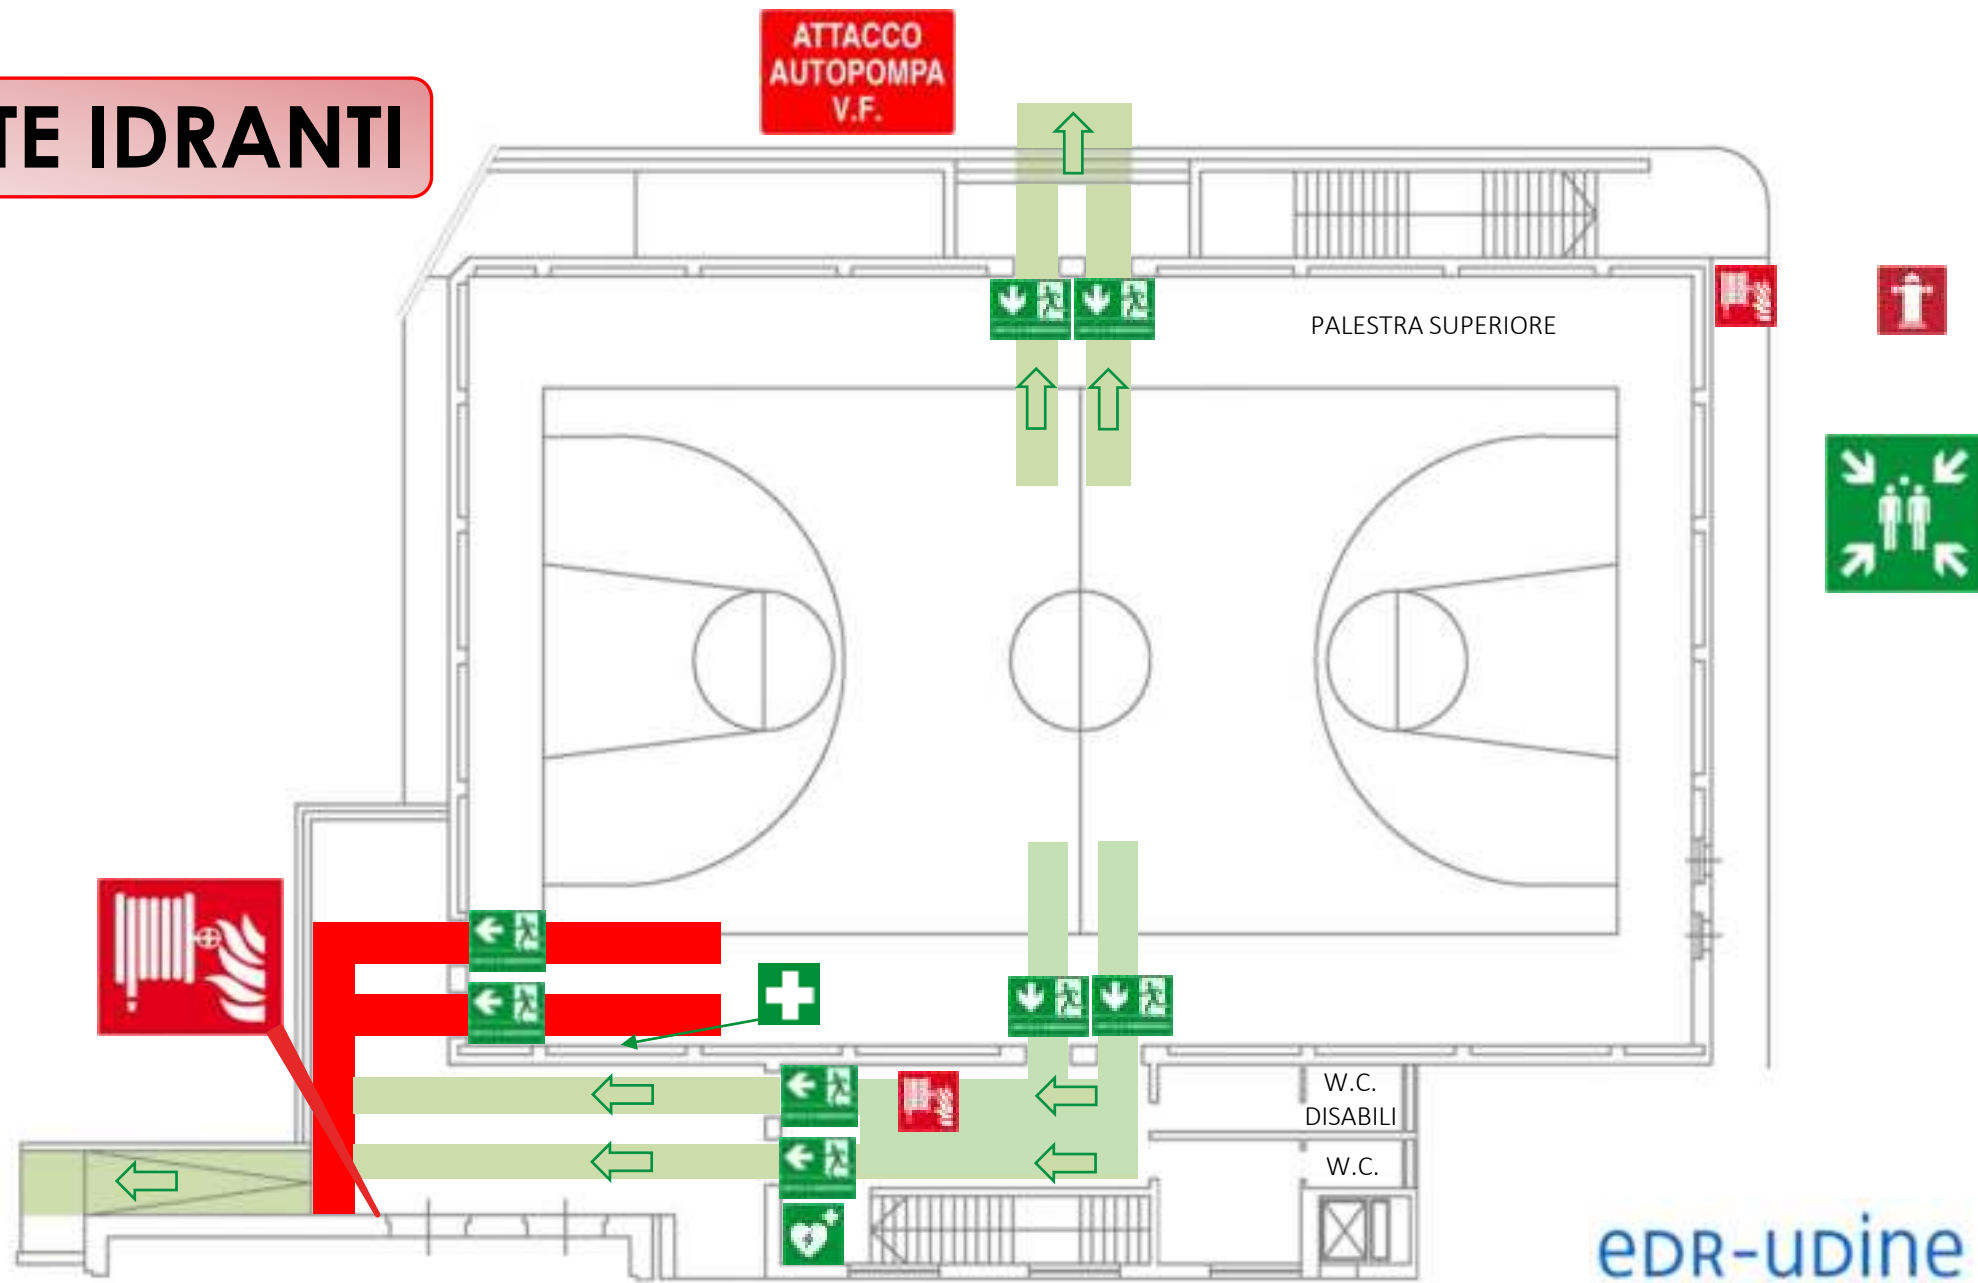 ATTACCO
AUTOPOMPA
V.F.
TE IDRANTI
PALESTRA SUPERIORE
W.C.
DISABILI
W.C.
eDR-uDine